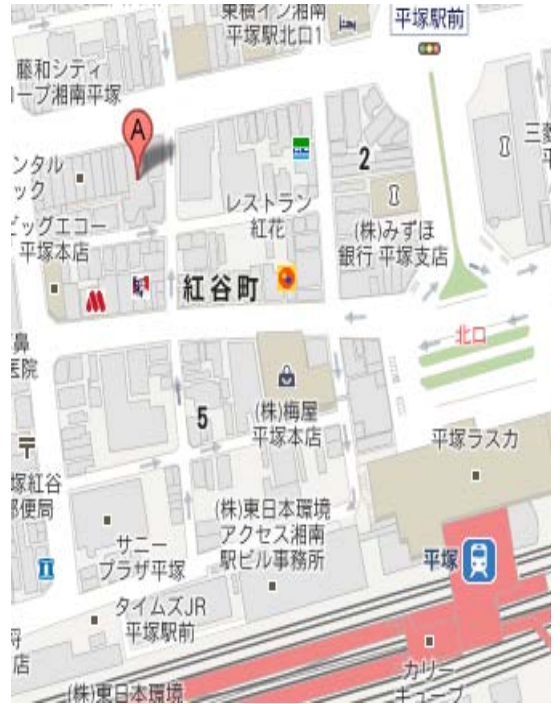 東横イン湘南
平塚駅北口1
平塚駅前
藤和シティ
ープ湘南平塚
A
ンタル
ック
2
レストラン
紅花
(株)みずほ
銀行 平塚支店
ビッグエコー
平塚本店
紅谷町
北口
鼻
医院
5
(株)梅屋
平塚本店
平塚ラスカ
〒
塚紅谷
郵便局
(株)東日本環境
アクセス湘南
駅ビル事務所
サニー
プラザ平塚
平塚
タイムズJR
平塚駅前
店
カリー
キューブ
(株)東日本環境